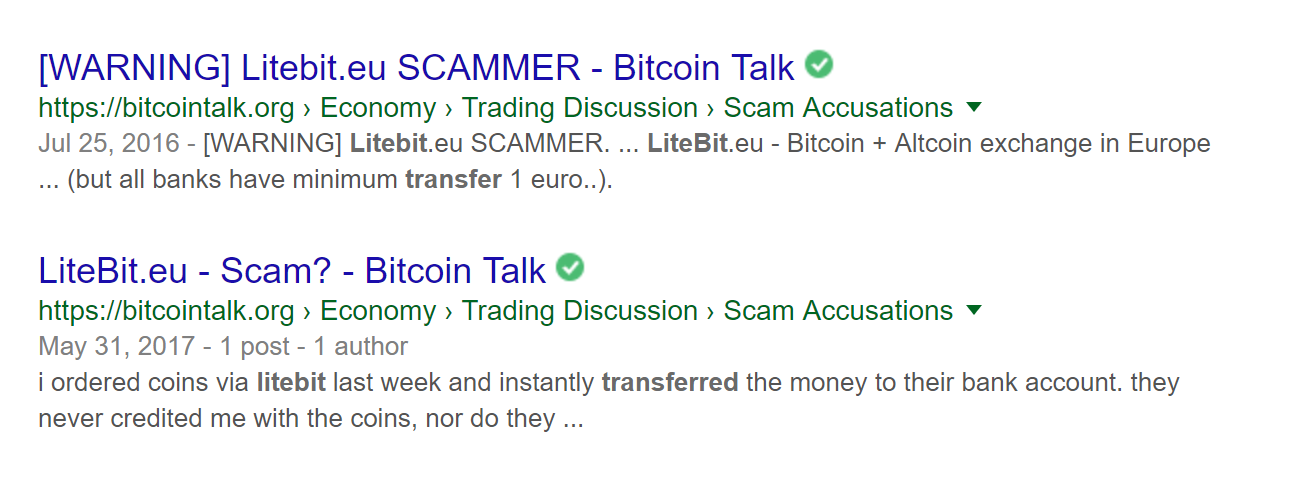 [WARNING] Litebit.eu SCAMMER - Bitcoin Talk
https://bitcointalk.org › Economy › Trading Discussion › Scam Accusations
Jul 25, 2016 - [WARNING] Litebit.eu SCAMMER. ... LiteBit.eu - Bitcoin + Altcoin exchange in Europe
... (but all banks have minimum transfer 1 euro..).
LiteBit.eu - Scam? - Bitcoin Talk
https://bitcointalk.org › Economy › Trading Discussion › Scam Accusations
May 31, 2017 - 1 post - 1 author
i ordered coins via litebit last week and instantly transferred the money to their bank account. they
never credited me with the coins, nor do they ...